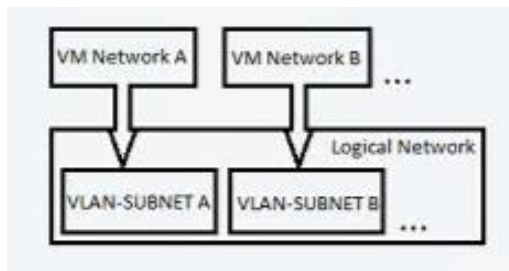 VM Network A
VM Network B
...
Logical Network
VLAN-SUBNET A
VLAN-SUBNET B
...